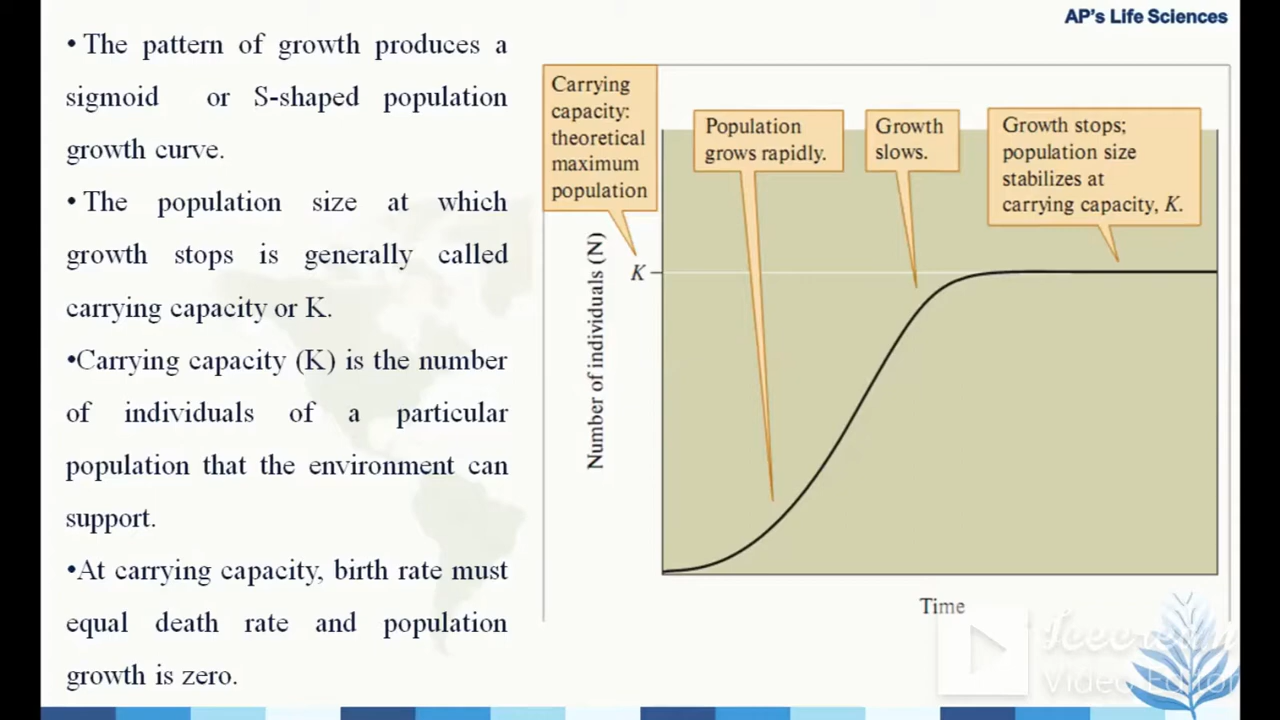 AP's Life Sciences
• The pattern of growth produces a
sigmoid or S-shaped population
growth curve.
• The population size at which
growth stops is generally called
carrying capacity or K.
•Carrying capacity (K) is the number
of individuals of a particular
population that the environment can
support.
•At carrying capacity, birth rate must
equal death rate and population
growth is zero.
Carrying
capacity:
theoretical
maximum
population
Population
grows rapidly.
Growth
slows.
Growth stops;
population size
stabilizes at
carrying capacity, K.
Number of individuals (N)
K
Time
Icecream
Video Editor